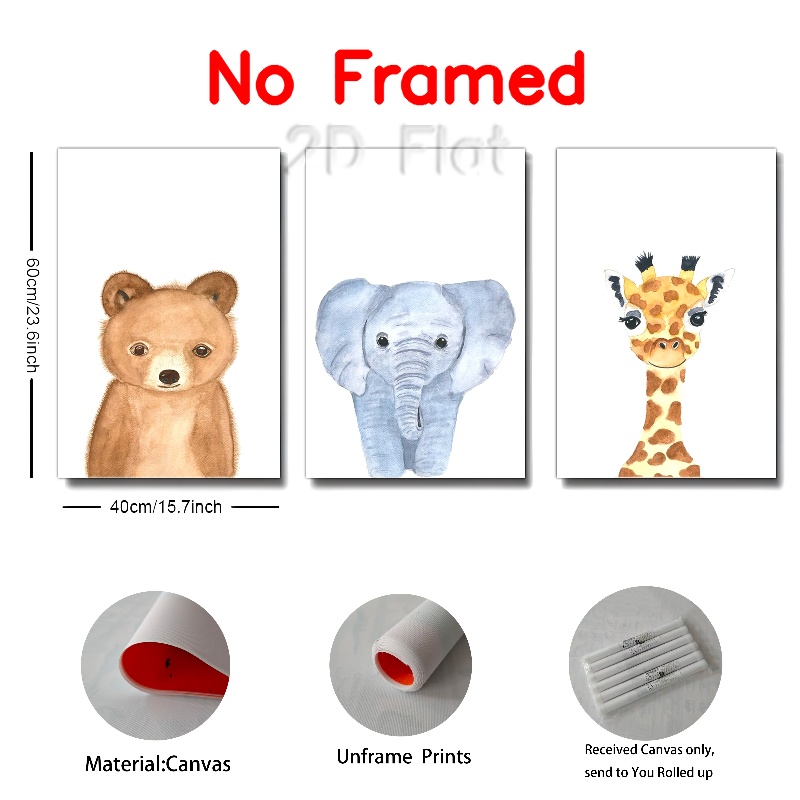 No Framed
2D Flat
60cm/23.6inch
40cm/15.7inch
Material:Canvas
Unframe Prints
Received Canvas only,
send to You Rolled up